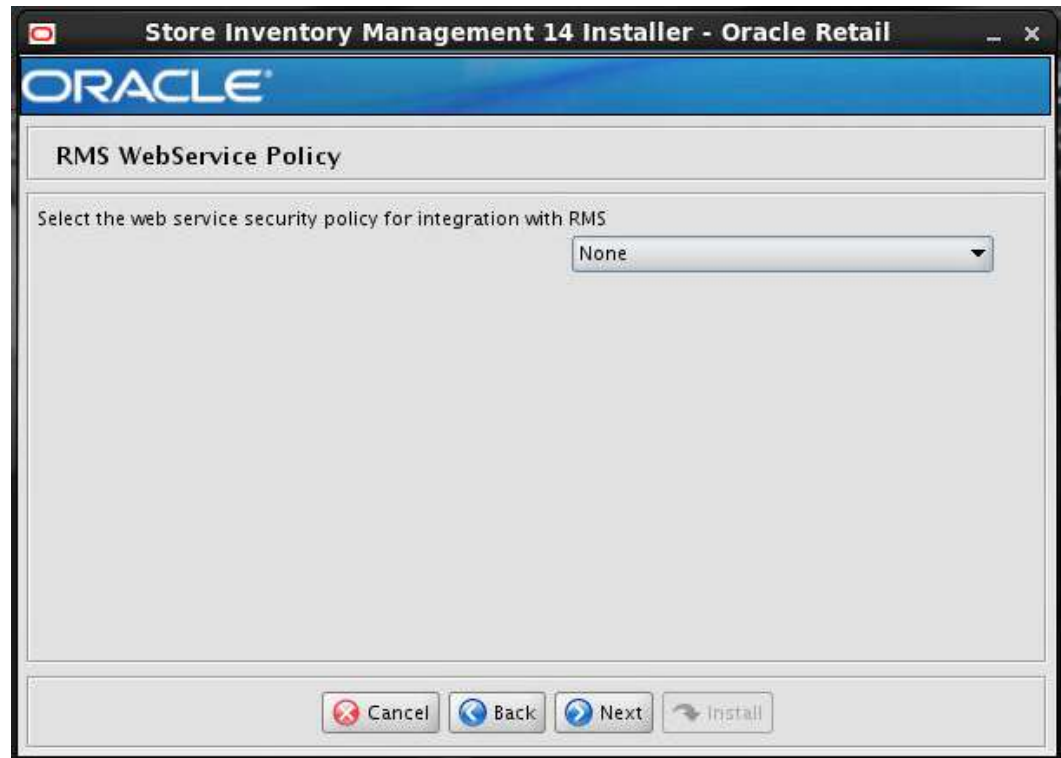 Store Inventory Management 14 Installer - Oracle Retail
ORACLE®
RMS WebService Policy
Select the web service security policy for integration with RMS
None
Cancel
Back
Next
Install